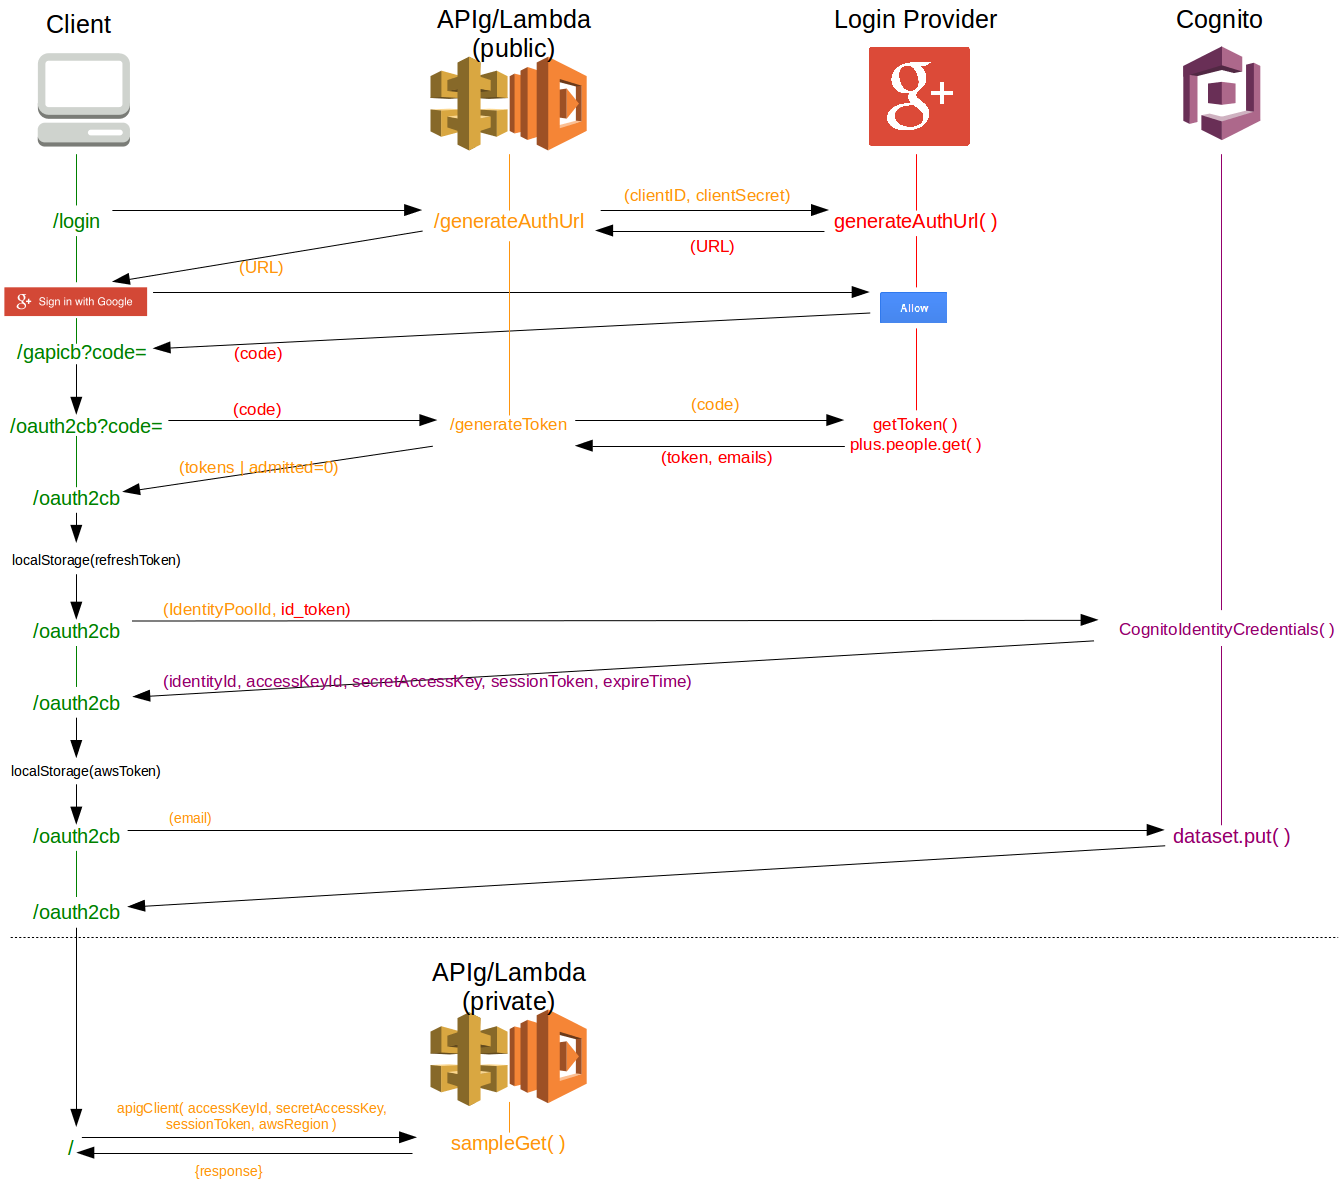 Client
APIg/Lambda
(public)
Login Provider
Cognito
g+
/login
/generateAuthUrl
(clientID, clientSecret)
generateAuthUrl( )
(URL)
(URL)
g+ Sign in with Google
Allow
/gapicb?code=
(code)
/oauth2cb?code=
(code)
/generateToken
(code)
getToken( )
plus.people.get( )
(token, emails)
(tokens | admitted=0)
/oauth2cb
localStorage(refreshToken)
(IdentityPoolId, id_token)
/oauth2cb
CognitoIdentityCredentials( )
(identityId, accessKeyId, secretAccessKey, sessionToken, expireTime)
/oauth2cb
localStorage(awsToken)
(email)
/oauth2cb
dataset.put( )
/oauth2cb
APIg/Lambda
(private)
apigClient( accessKeyId, secretAccessKey,
sessionToken, awsRegion )
/
sampleGet( )
{response}